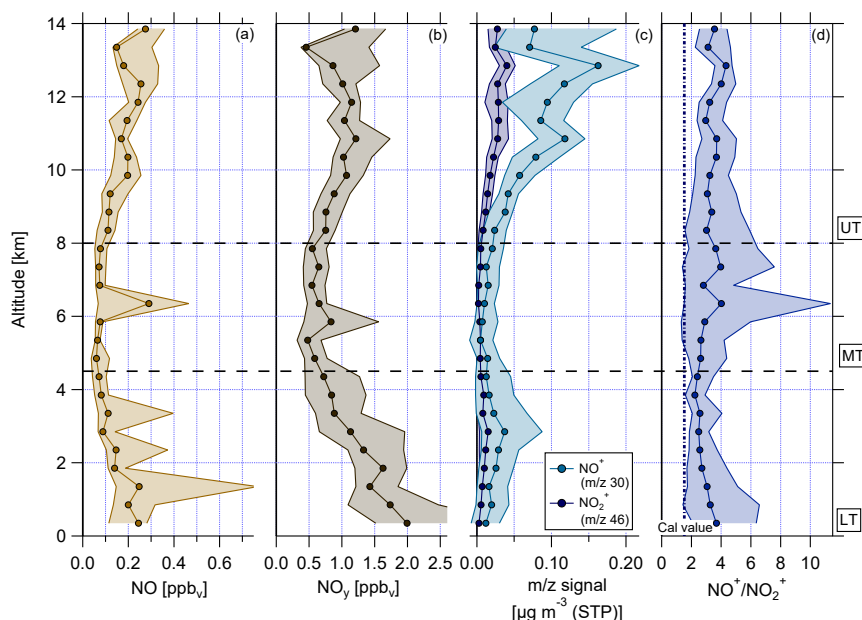 (a) (b) (c) (d)
14
12
10
8
6
4
2
0
Altitude [km]
UT
MT
LT
NO⁺
(m/z 30)
NO₂⁺
(m/z 46)
Cal value
0.0 0.2 0.4 0.6
NO [ppbᵥ]
0.0 0.5 1.0 1.5 2.0 2.5
NOy [ppbᵥ]
0.00 0.10 0.20
m/z signal
[µg m⁻³ (STP)]
2 4 6 8 10
NO⁺/NO₂⁺